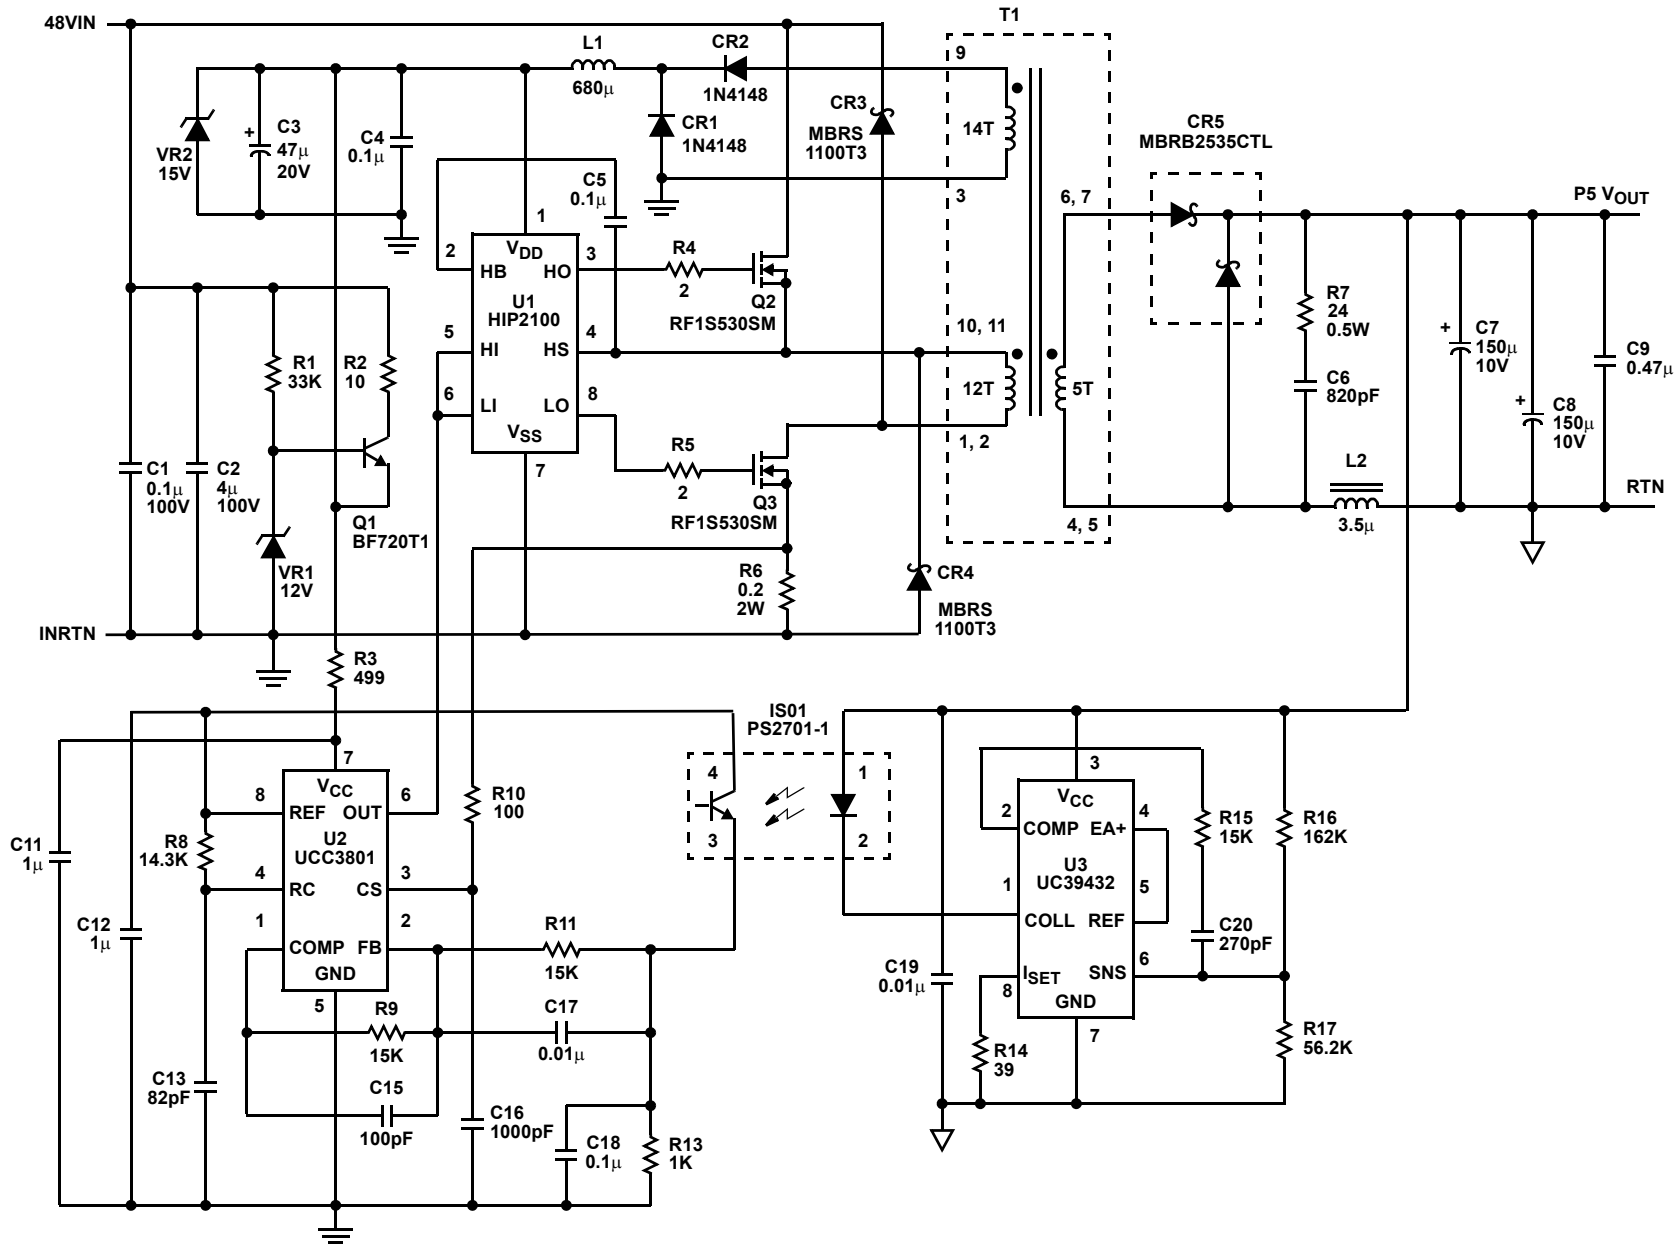 48VIN
T1
L1
680μ
CR2
1N4148
9
CR3
MBRS
1100T3
CR1
1N4148
14T
3
CR5
MBRB2535CTL
VR2
15V
+
C3
47μ
20V
C4
0.1μ
C5
0.1μ
6, 7
P5 VOUT
1
2
VDD
HB
HO
3
U1
HIP2100
5
HI
HS
4
6
LI
LO
8
VSS
7
R4
2
Q2
RF1S530SM
10, 11
12T
5T
1, 2
4, 5
R7
24
0.5W
C6
820pF
+
C7
150μ
10V
+
C8
150μ
10V
C9
0.47μ
R1
33K
R2
10
C1
0.1μ
100V
C2
4μ
100V
Q1
BF720T1
VR1
12V
R5
2
Q3
RF1S530SM
L2
3.5μ
RTN
R6
0.2
2W
CR4
MBRS
1100T3
INRTN
R3
499
IS01
PS2701-1
4
3
1
2
7
VCC
8
REF
OUT
6
U2
UCC3801
4
RC
CS
3
1
2
COMP
FB
GND
5
R10
100
C11
1μ
R8
14.3K
C12
1μ
R11
15K
R9
15K
C17
0.01μ
C13
82pF
C15
100pF
C16
1000pF
C18
0.1μ
R13
1K
3
VCC
2
COMP
EA+
4
U3
UC39432
1
5
COLL
REF
6
ISET
SNS
8
GND
7
R15
15K
R16
162K
C20
270pF
C19
0.01μ
R14
39
R17
56.2K